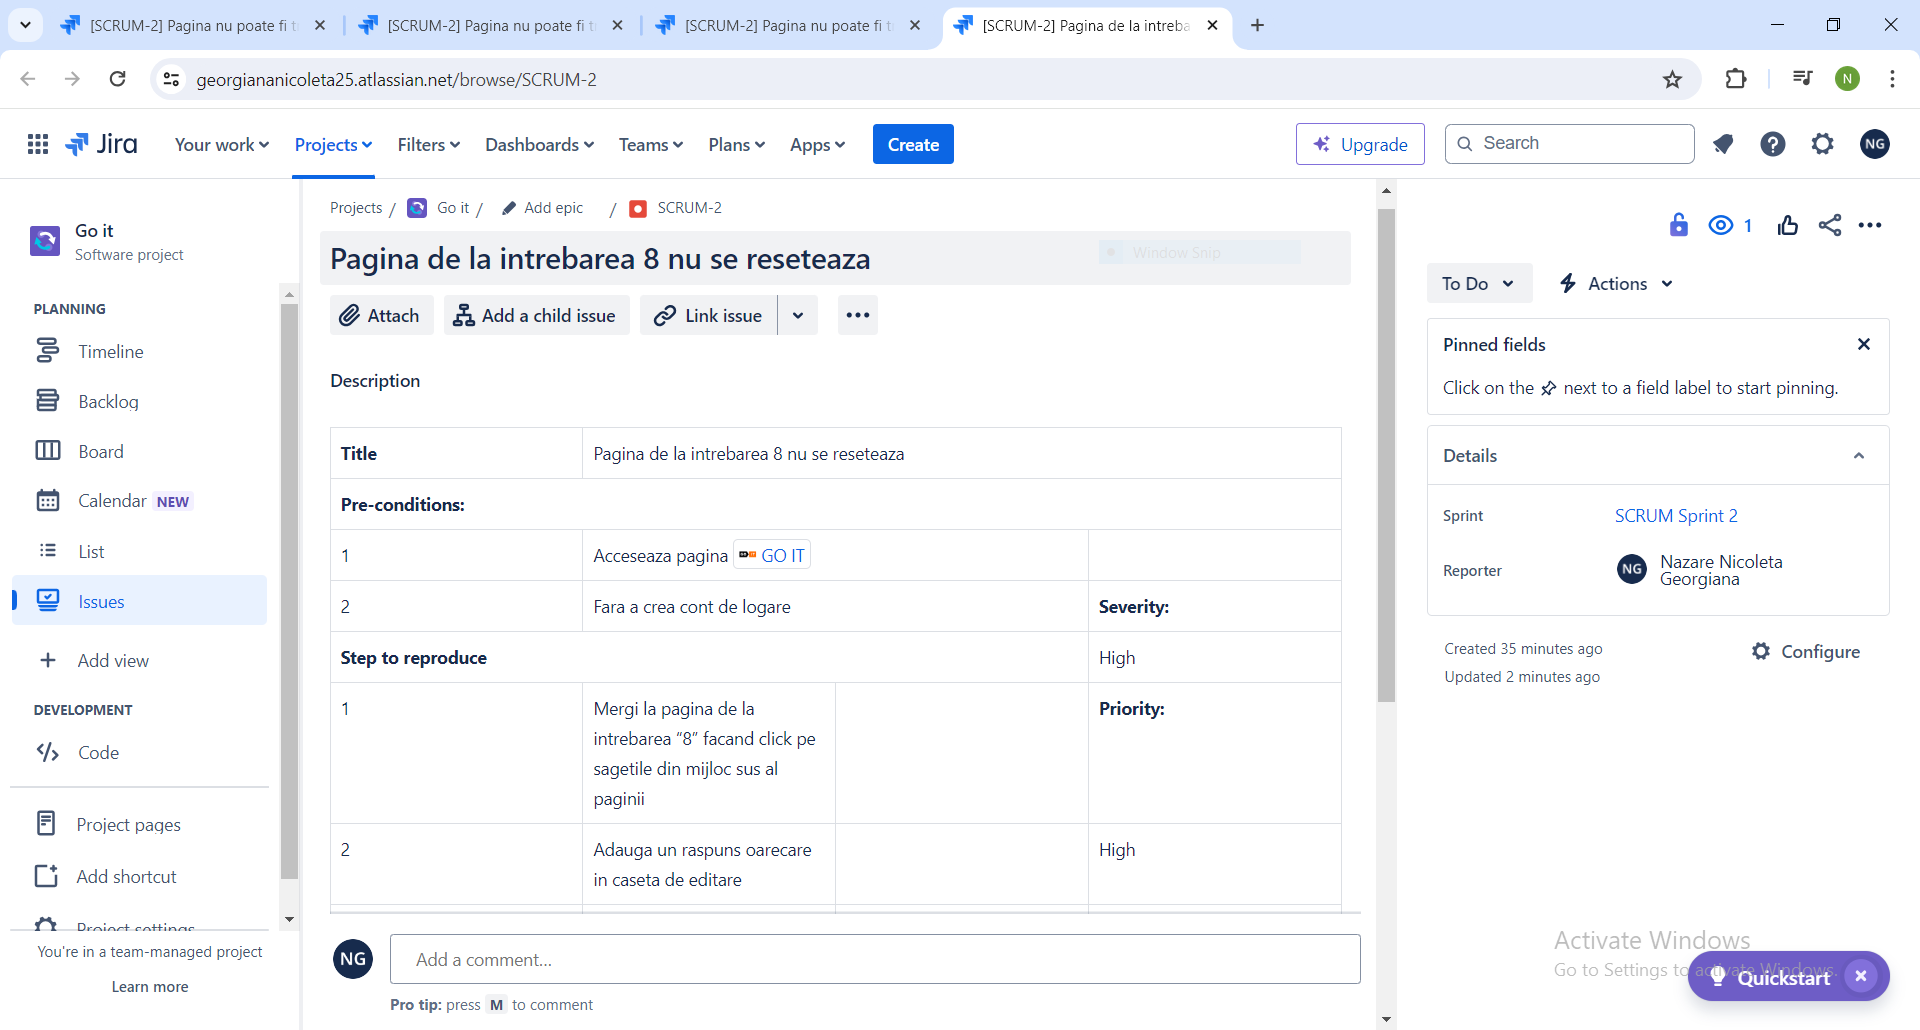 [SCRUM-2] Pagina nu poate fi t
[SCRUM-2] Pagina nu poate fi t
[SCRUM-2] Pagina nu poate fi t
[SCRUM-2] Pagina de la intreba
georgiananicoleta25.atlassian.net/browse/SCRUM-2
N
Jira
Your work
Projects
Filters
Dashboards
Teams
Plans
Apps
Create
Upgrade
Search
NG
Go it
Software project
PLANNING
Timeline
Backlog
Board
Calendar NEW
List
Issues
Add view
DEVELOPMENT
Code
Project pages
Add shortcut
Project settings
You're in a team-managed project
Learn more
Projects / Go it / Add epic / SCRUM-2
Pagina de la intrebarea 8 nu se reseteaza
Window Snip
Attach
Add a child issue
Link issue
Description
Title
Pagina de la intrebarea 8 nu se reseteaza
Pre-conditions:
1
Acceseaza pagina GO IT
2
Fara a crea cont de logare
Severity:
Step to reproduce
High
1
Mergi la pagina de la
intrebarea “8” facand click pe
sagetile din mijloc sus al
paginii
Priority:
2
Adauga un raspuns oarecare
in caseta de editare
High
NG
Add a comment...
Pro tip: press M to comment
1
To Do
Actions
Pinned fields
Click on the next to a field label to start pinning.
Details
Sprint
SCRUM Sprint 2
Reporter
NG
Nazare Nicoleta
Georgiana
Created 35 minutes ago
Updated 2 minutes ago
Configure
Activate Windows
Go to Settings to activate Windows.
Quickstart